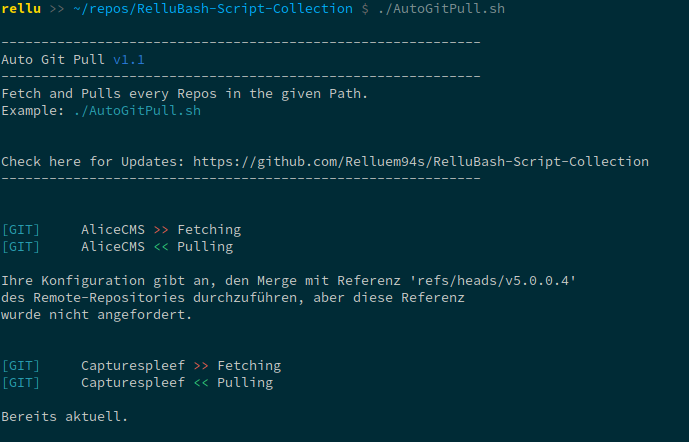 rellu >> ~/repos/RelluBash-Script-Collection $ ./AutoGitPull.sh
------------------------------------------------------------
Auto Git Pull v1.1
------------------------------------------------------------
Fetch and Pulls every Repos in the given Path.
Example: ./AutoGitPull.sh
Check here for Updates: https://github.com/Relluem94s/RelluBash-Script-Collection
------------------------------------------------------------
[GIT] AliceCMS >> Fetching
[GIT] AliceCMS << Pulling
Ihre Konfiguration gibt an, den Merge mit Referenz 'refs/heads/v5.0.0.4'
des Remote-Repositories durchzuführen, aber diese Referenz
wurde nicht angefordert.
[GIT] Capturespleef >> Fetching
[GIT] Capturespleef << Pulling
Bereits aktuell.